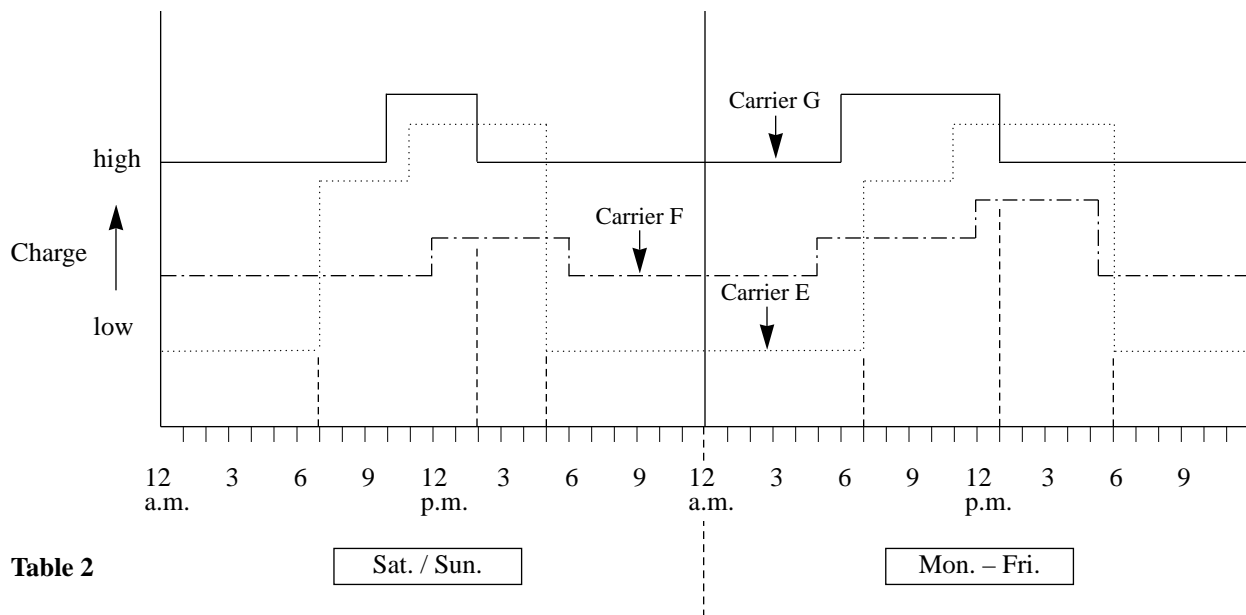 Carrier G
high
Carrier F
Charge
Carrier E
low
12 3 6 9 12 3 6 9 12 3 6 9 12 3 6 9
a.m. p.m. a.m. p.m.
Table 2 Sat. / Sun. Mon. – Fri.